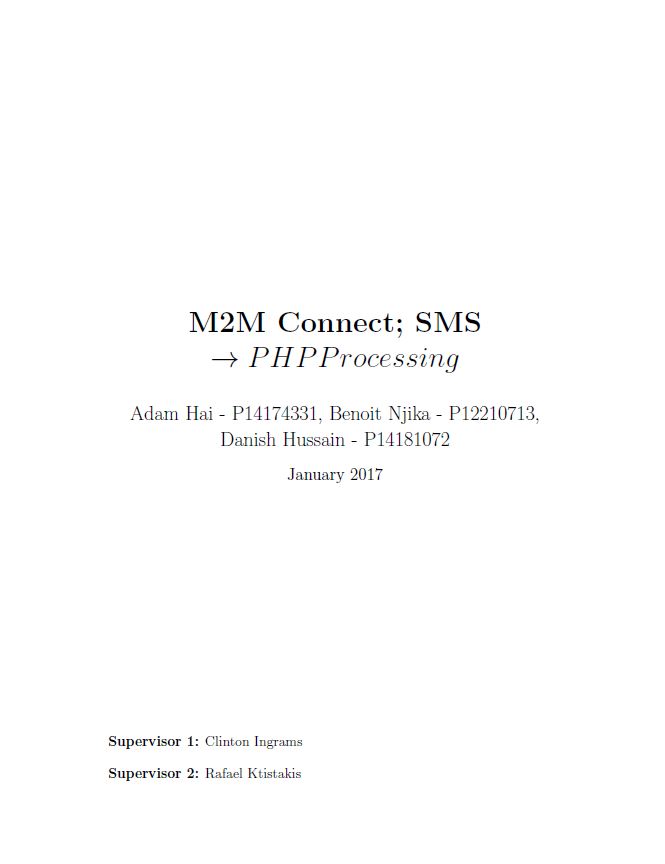 M2M Connect; SMS
→ PHPProcessing
Adam Hai - P14174331, Benoit Njika - P12210713,
Danish Hussain - P14181072
January 2017
Supervisor 1: Clinton Ingrams
Supervisor 2: Rafael Ktistakis